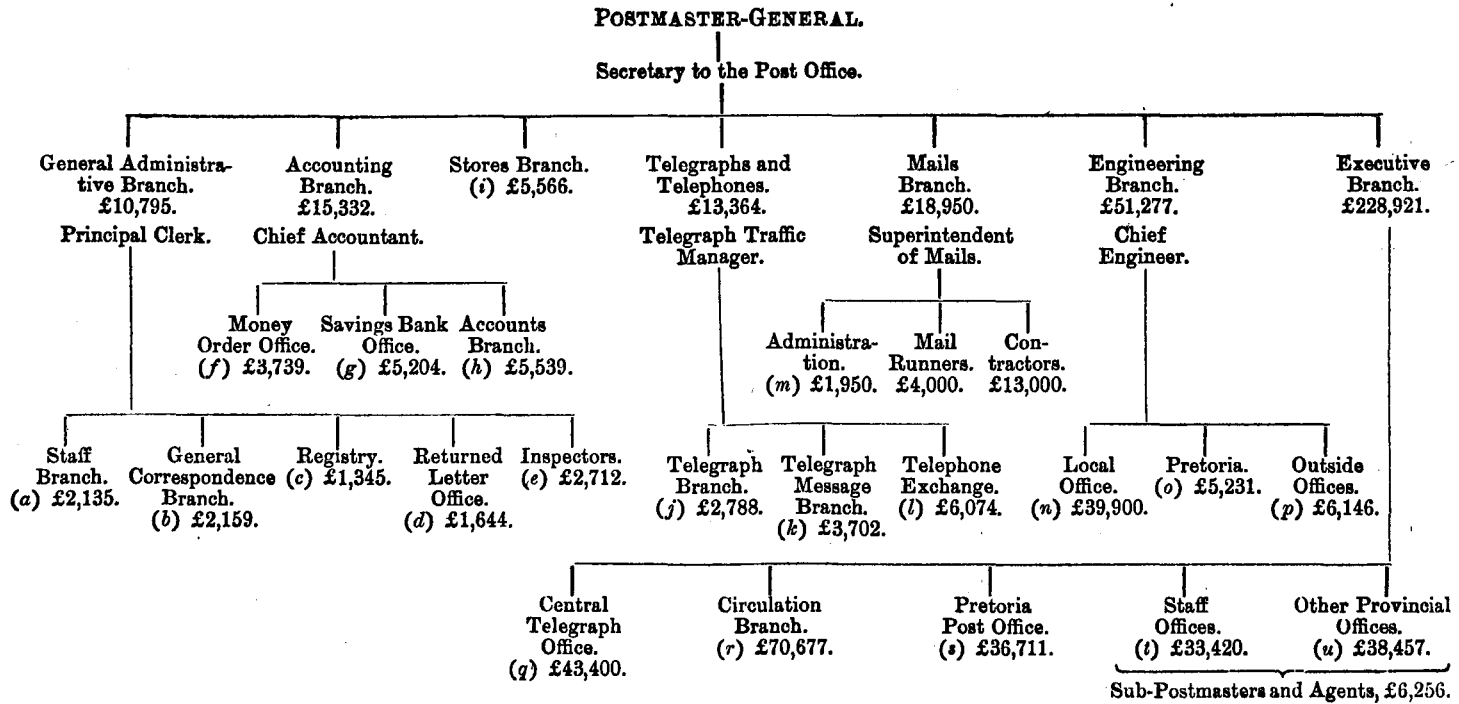 POSTMASTER-GENERAL.
Secretary to the Post Office.
General Administra-
tive Branch.
£10,795.
Principal Clerk.
Accounting
Branch.
£15,332.
Chief Accountant.
Stores Branch.
(i) £5,566.
Telegraphs and
Telephones.
£13,364.
Telegraph Traffic
Manager.
Mails
Branch.
£18,950.
Superintendent
of Mails.
Engineering
Branch.
£51,277.
Chief
Engineer.
Executive
Branch.
£228,921.
Money
Order Office.
(f) £3,739.
Savings Bank
Office.
(g) £5,204.
Accounts
Branch.
(h) £5,539.
Administra-
tion.
(m) £1,950.
Mail
Runners.
£4,000.
Con-
tractors.
£13,000.
Staff
Branch.
(a) £2,135.
General
Correspondence
Branch.
(b) £2,159.
Registry.
(c) £1,345.
Returned
Letter
Office.
(d) £1,644.
Inspectors.
(e) £2,712.
Telegraph
Branch.
(j) £2,788.
Telegraph
Message
Branch.
(k) £3,702.
Telephone
Exchange.
(l) £6,074.
Local
Office.
(n) £39,900.
Pretoria.
(o) £5,231.
Outside
Offices.
(p) £6,146.
Central
Telegraph
Office.
(q) £43,400.
Circulation
Branch.
(r) £70,677.
Pretoria
Post Office.
(s) £36,711.
Staff
Offices.
(t) £33,420.
Other Provincial
Offices.
(u) £38,457.
Sub-Postmasters and Agents, £6,256.